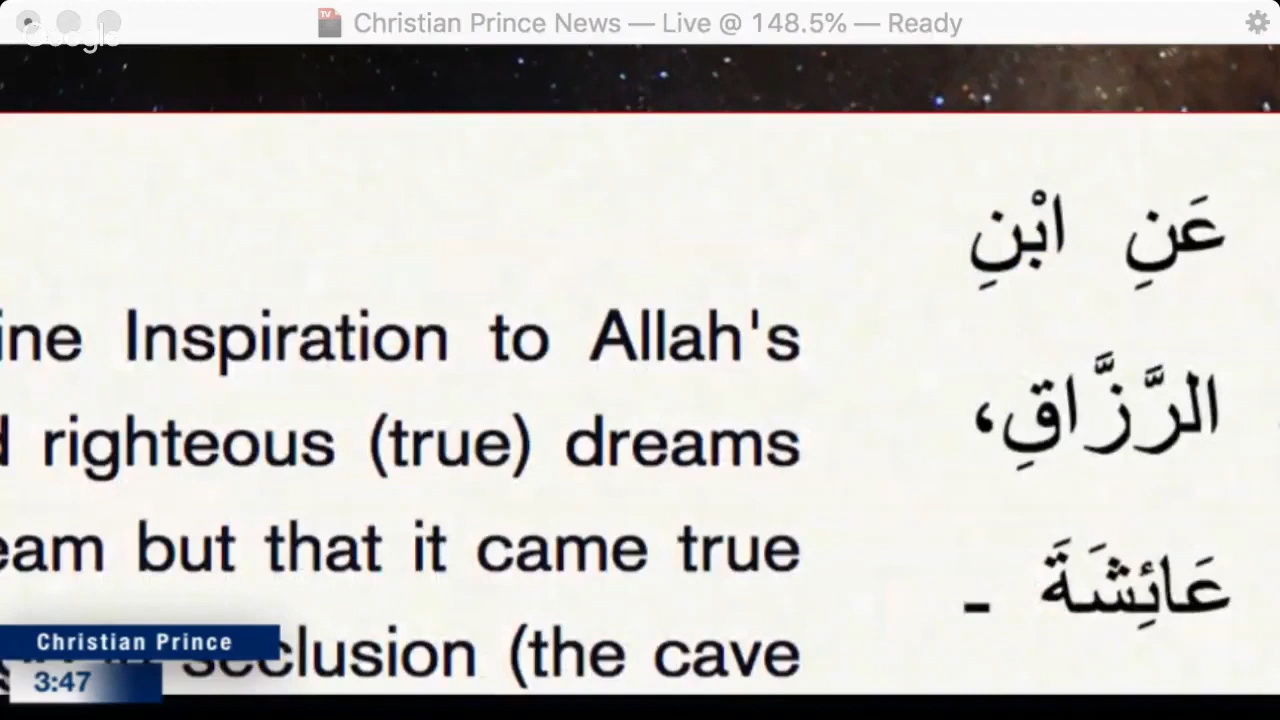 Christian Prince News — Live @ 148.5% — Ready
Google
عَنِ ابْنِ
ine Inspiration to Allah's
الرَّزَّاقِ،
righteous (true) dreams
eam but that it came true
عَائِشَةَ ـ
seclusion (the cave
Christian Prince
3:47